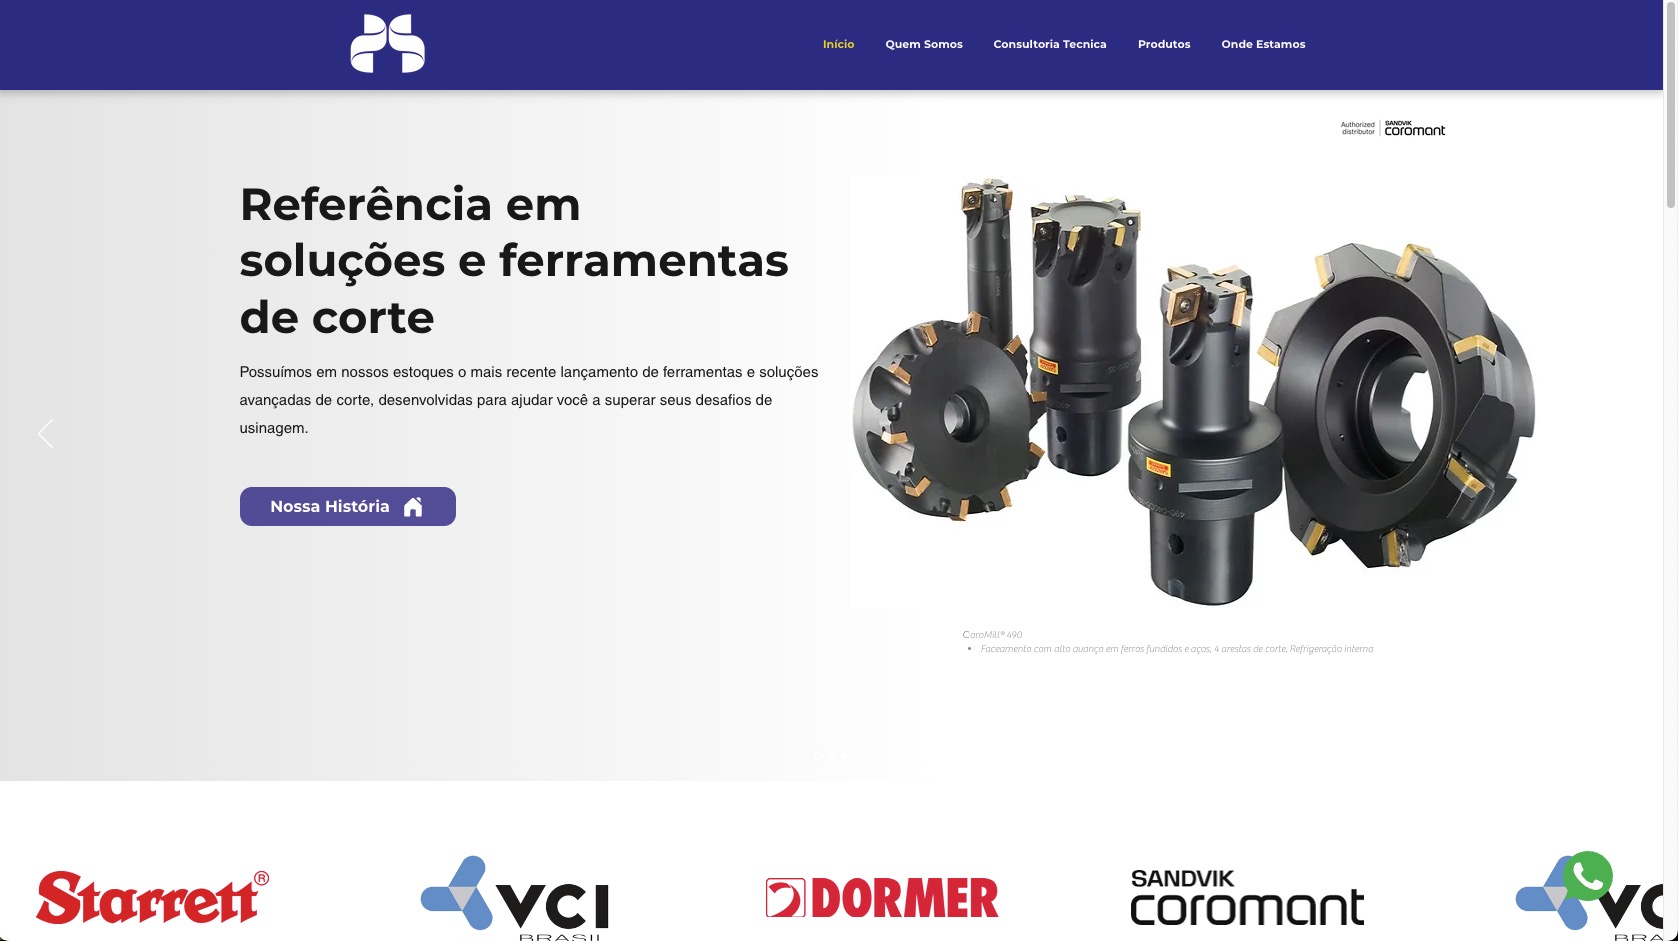 Início Quem Somos Consultoria Tecnica Produtos Onde Estamos
Authorized distributor SANDVIK coromant
Referência em
soluções e ferramentas
de corte
Possuímos em nossos estoques o mais recente lançamento de ferramentas e soluções
avançadas de corte, desenvolvidas para ajudar você a superar seus desafios de
usinagem.
Nossa História
CoroMill® 490
• Faceamento com alto avanço em ferros fundidos e aços, 4 arestas de corte, Refrigeração interna
Starrett®
VCI
BRASIL
DORMER
SANDVIK
coromant
VC
BRA